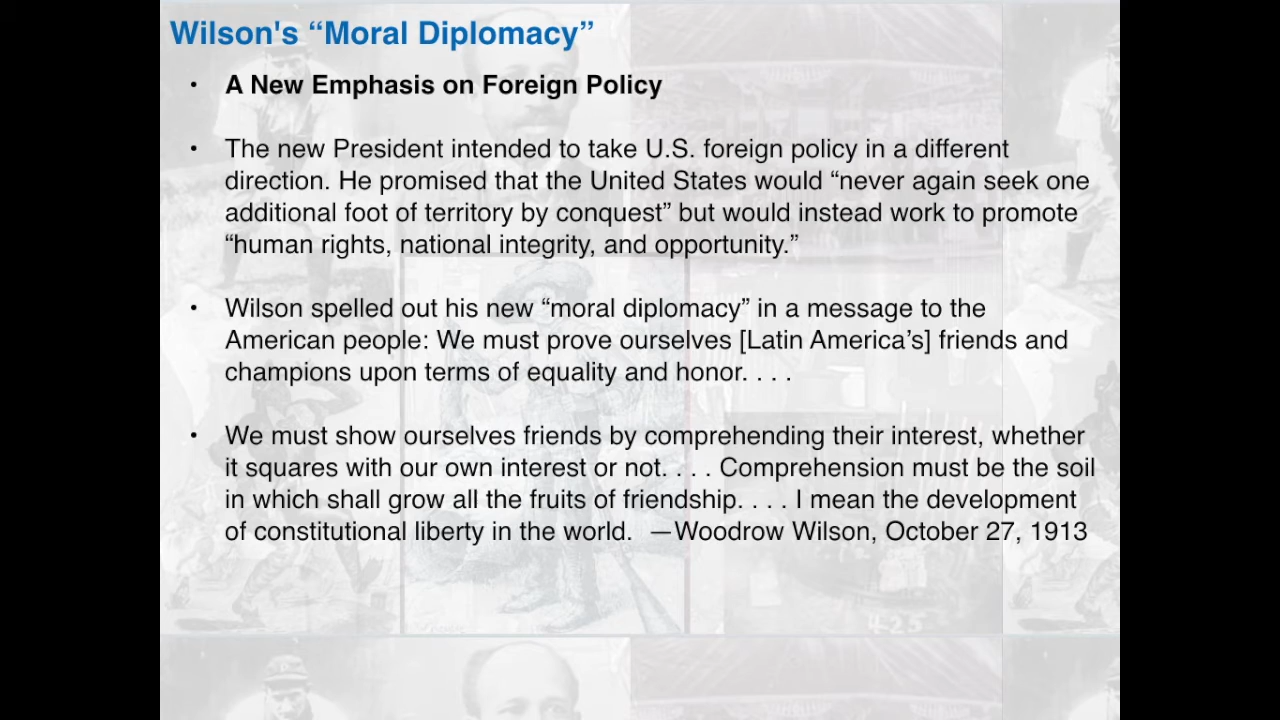 Wilson's “Moral Diplomacy”
• A New Emphasis on Foreign Policy
• The new President intended to take U.S. foreign policy in a different
direction. He promised that the United States would “never again seek one
additional foot of territory by conquest” but would instead work to promote
“human rights, national integrity, and opportunity.”
• Wilson spelled out his new “moral diplomacy” in a message to the
American people: We must prove ourselves [Latin America’s] friends and
champions upon terms of equality and honor. . . .
• We must show ourselves friends by comprehending their interest, whether
it squares with our own interest or not. . . . Comprehension must be the soil
in which shall grow all the fruits of friendship. . . . I mean the development
of constitutional liberty in the world. —Woodrow Wilson, October 27, 1913
425